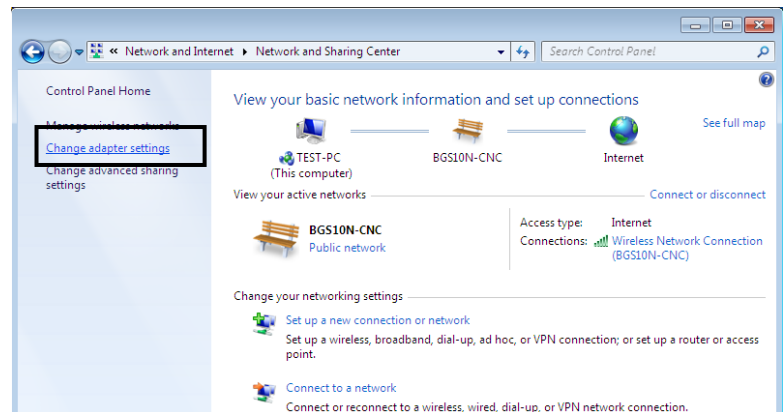 « Network and Internet ▸ Network and Sharing Center
Search Control Panel
Control Panel Home
Manage wireless networks
Change adapter settings
Change advanced sharing
settings
View your basic network information and set up connections
See full map
TEST-PC
(This computer)
BGS10N-CNC
Internet
View your active networks
Connect or disconnect
BGS10N-CNC
Public network
Access type: Internet
Connections: Wireless Network Connection
(BGS10N-CNC)
Change your networking settings
Set up a new connection or network
Set up a wireless, broadband, dial-up, ad hoc, or VPN connection; or set up a router or access
point.
Connect to a network
Connect or reconnect to a wireless, wired, dial-up, or VPN network connection.